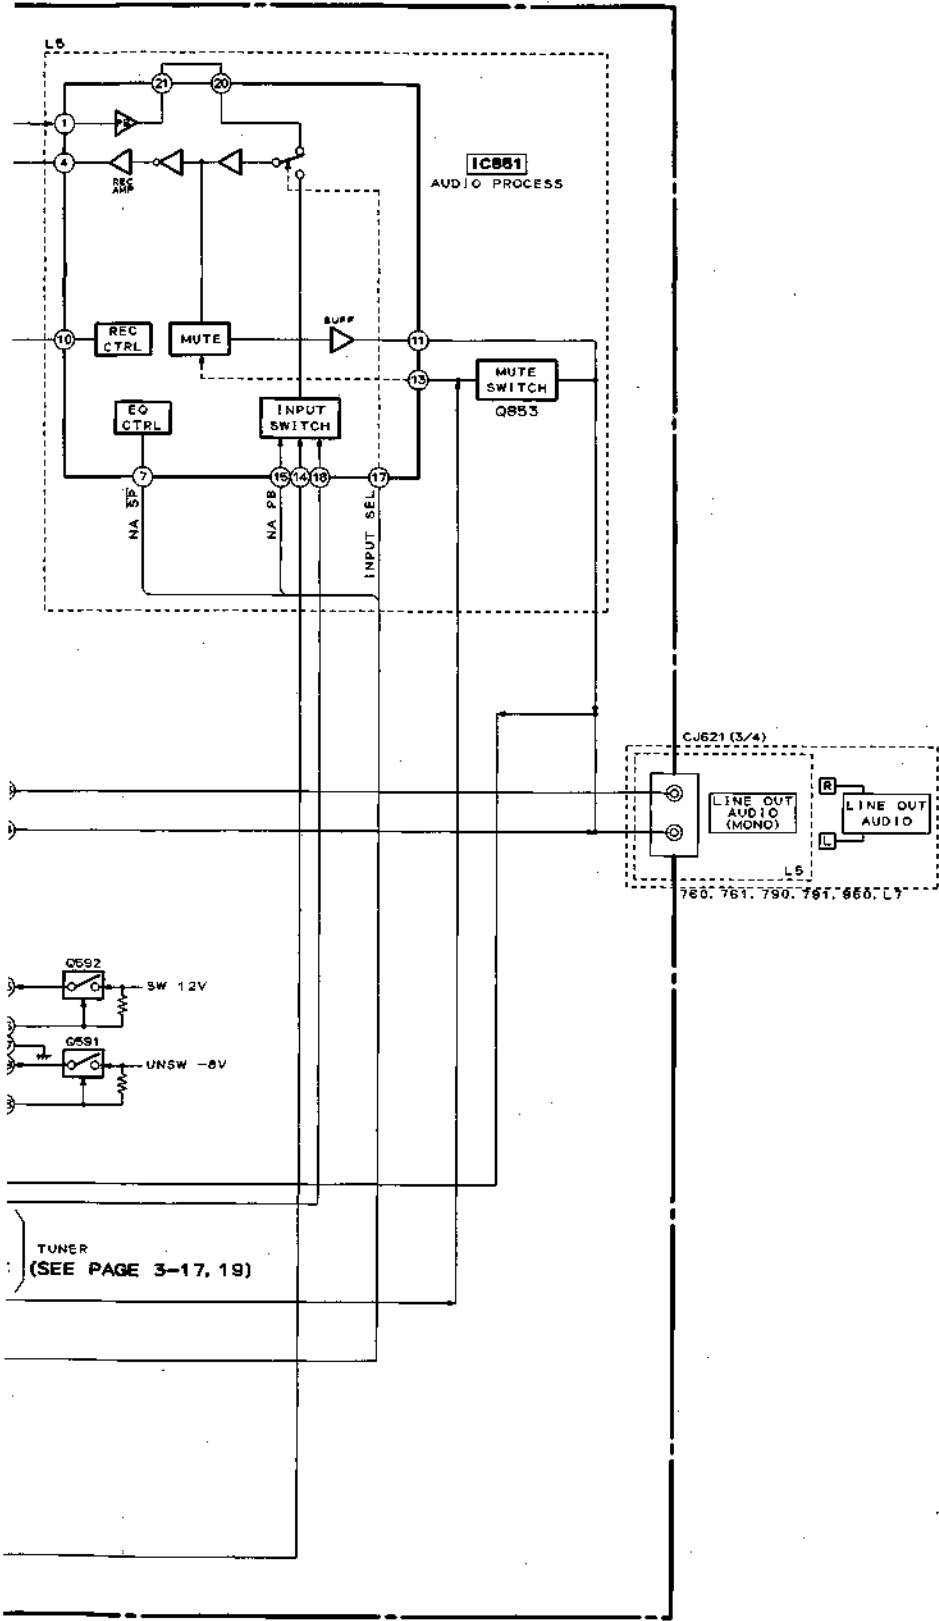 L5
21
20
1
PB
4
REC
AMP
IC851
AUDIO PROCESS
10
REC
CTRL
MUTE
BUFF
11
13
MUTE
SWITCH
Q853
EQ
CTRL
INPUT
SWITCH
7
15
14
18
17
NA SP
NA PB
INPUT SEL
CJ621 (3/4)
LINE OUT
AUDIO
(MONO)
R
L
LINE OUT
AUDIO
L5
760, 761, 790, 791, 860, L7
Q592
SW 12V
Q591
UNSW -8V
TUNER
(SEE PAGE 3-17, 19)